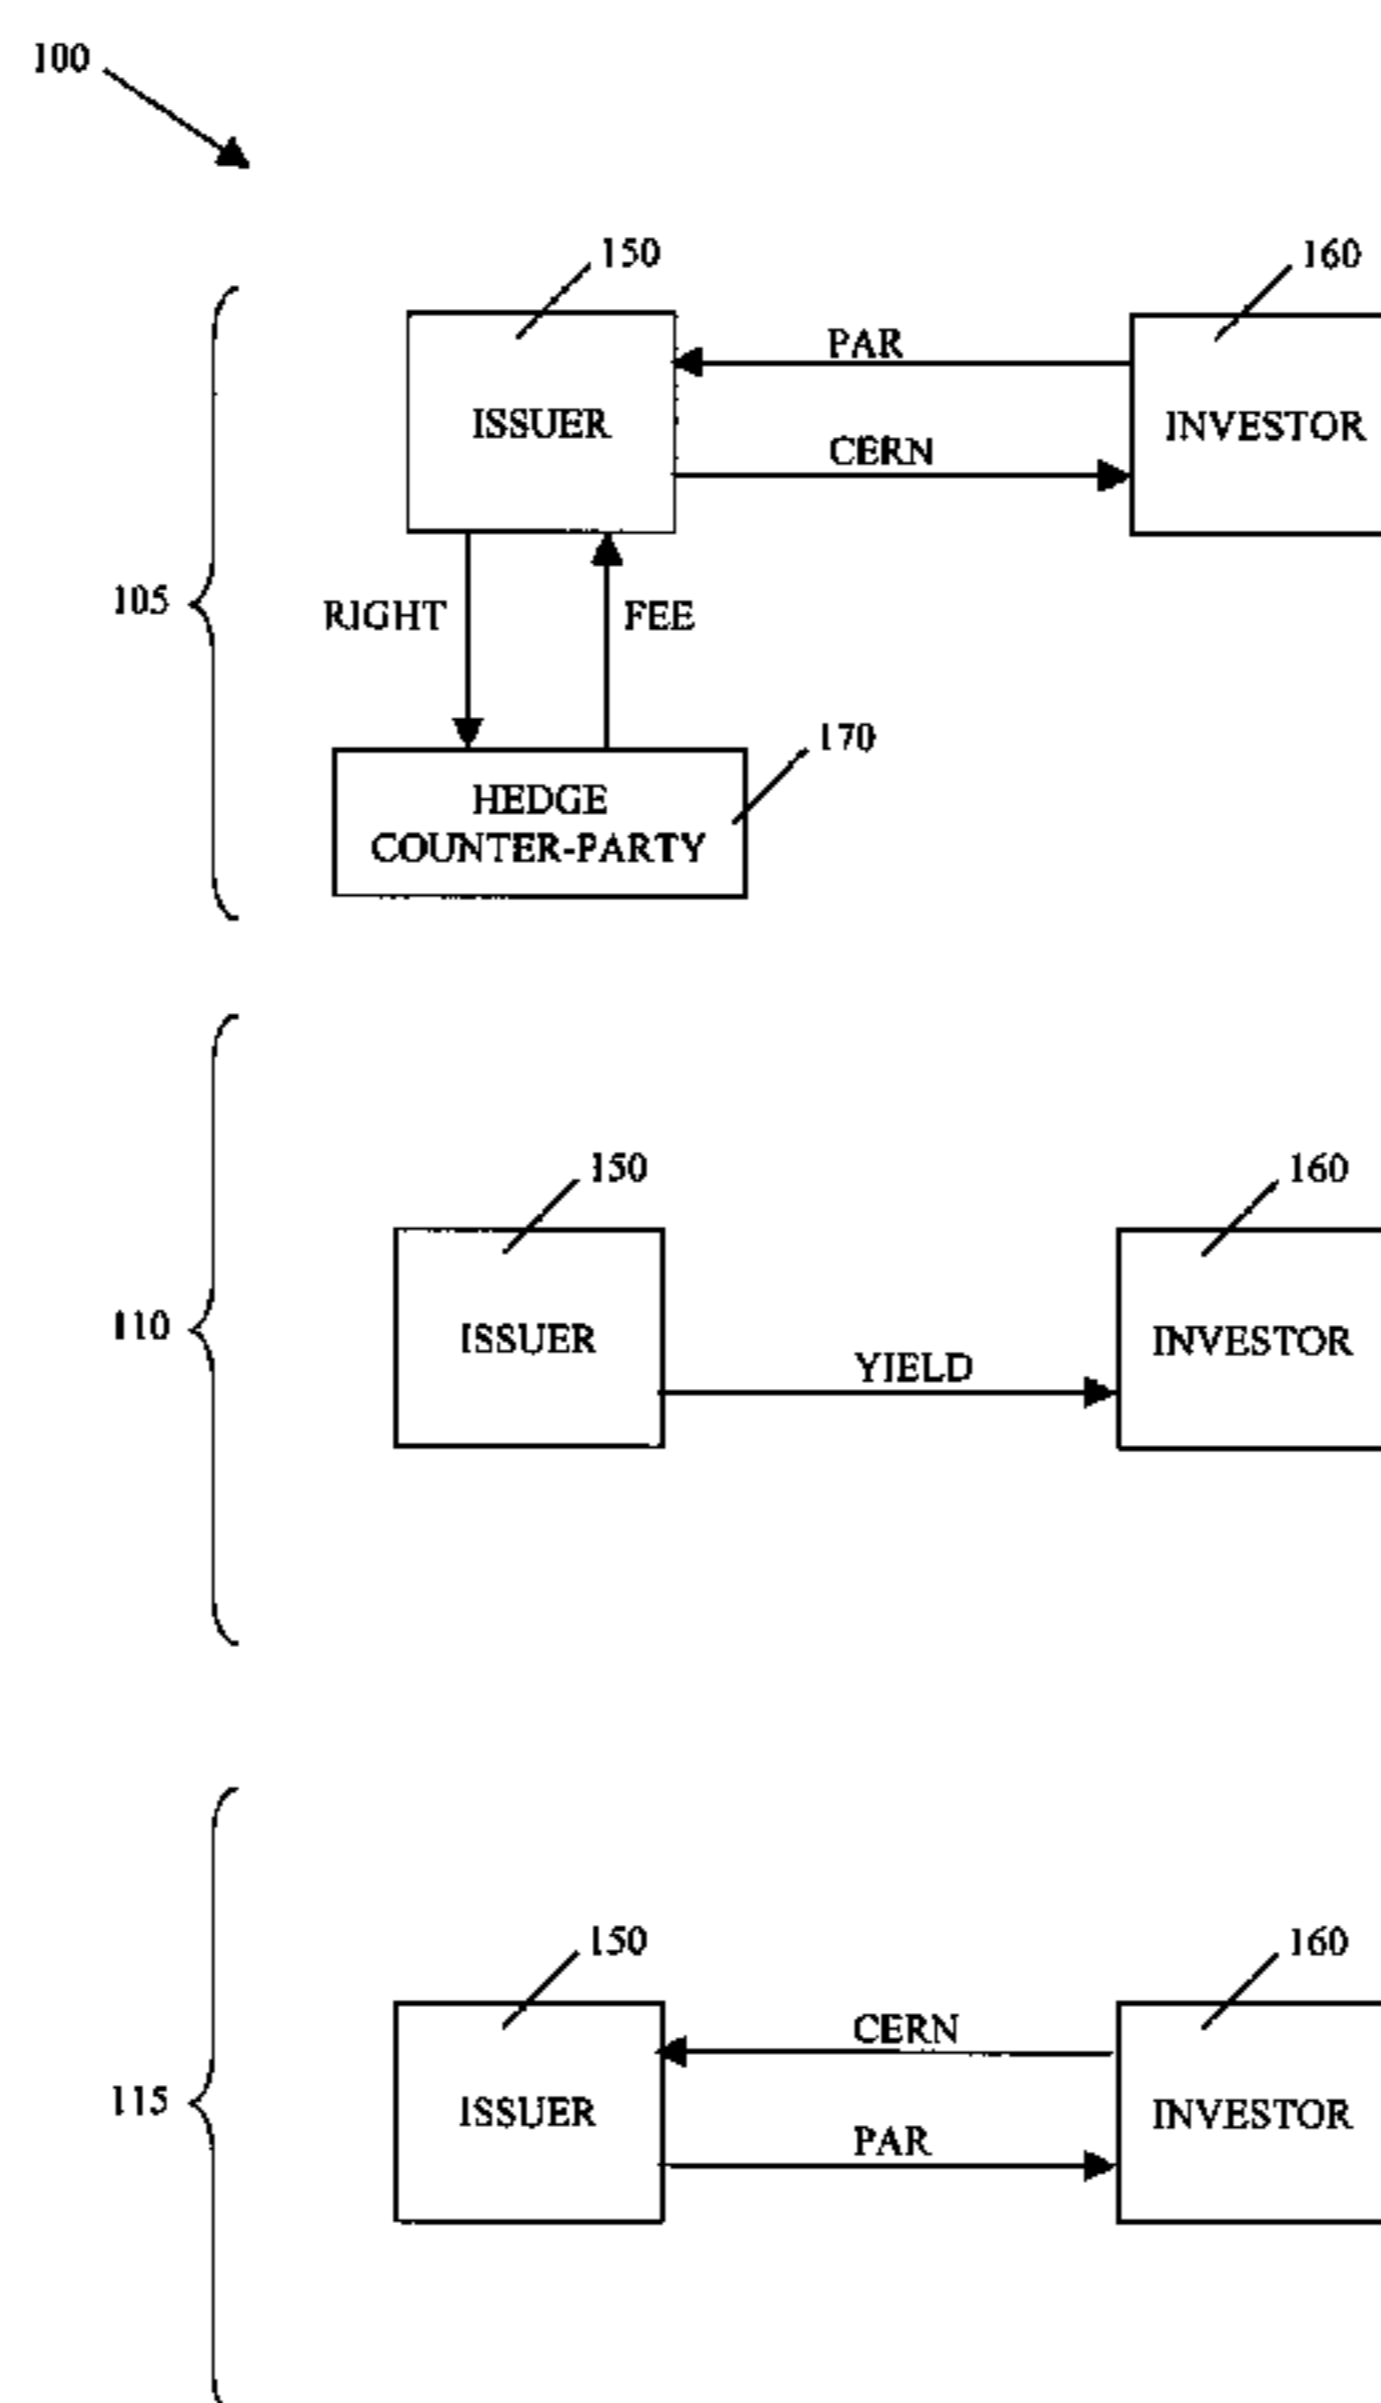 100
150
160
PAR
ISSUER
INVESTOR
CERN
105
RIGHT
FEE
170
HEDGE
COUNTER-PARTY
150
160
110
ISSUER
INVESTOR
YIELD
150
160
CERN
115
ISSUER
INVESTOR
PAR